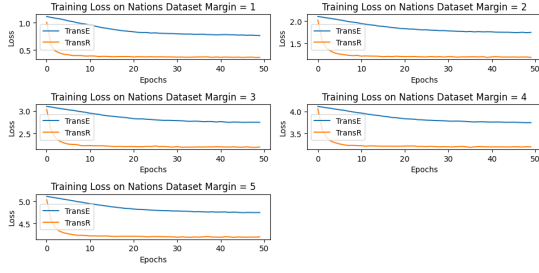 Training Loss on Nations Dataset Margin = 1
Loss
1.0
0.5
TransE
TransR
0 10 20 30 40 50
Epochs
Training Loss on Nations Dataset Margin = 2
Loss
2.0
1.5
TransE
TransR
0 10 20 30 40 50
Epochs
Training Loss on Nations Dataset Margin = 3
Loss
3.0
2.5
TransE
TransR
0 10 20 30 40 50
Epochs
Training Loss on Nations Dataset Margin = 4
Loss
4.0
3.5
TransE
TransR
0 10 20 30 40 50
Epochs
Training Loss on Nations Dataset Margin = 5
Loss
5.0
4.5
TransE
TransR
0 10 20 30 40 50
Epochs